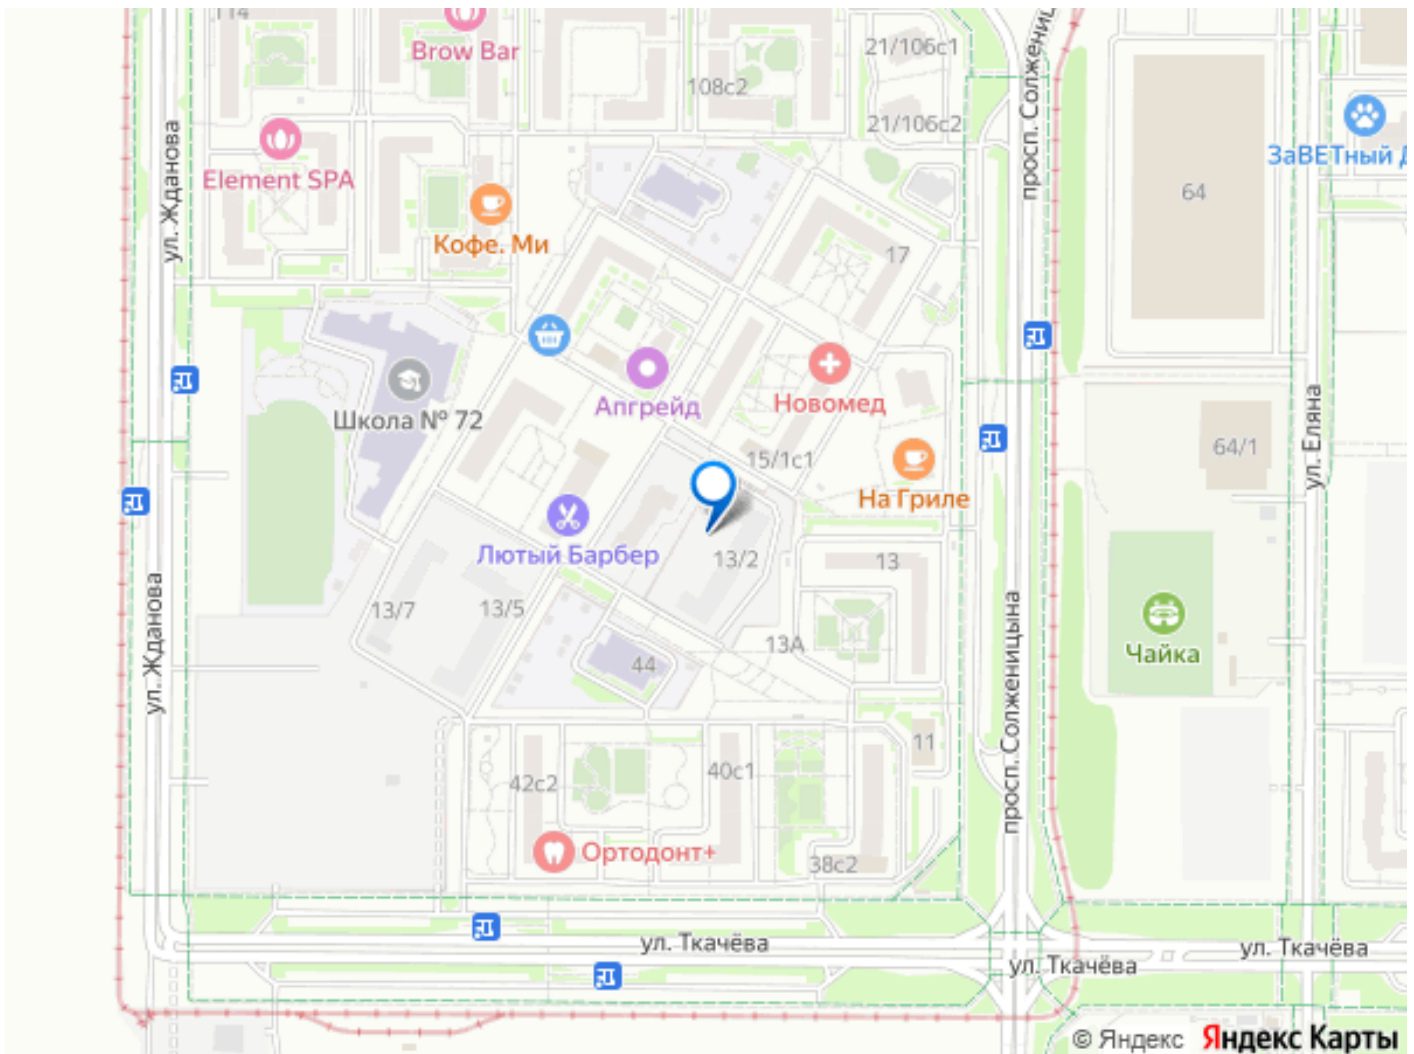 114
Brow Bar
21/106с1
108с2
21/106с2
просп. Солжениц
ул. Жданова
Element SPA
ЗаВЕТный Д
64
Кофе. Ми
17
Школа № 72
Апгрейд
Новомед
15/1с1
На Гриле
64/1
ул. Еляна
Лютый Барбер
13/2
13
13/7
13/5
13А
44
ул. Жданова
просп. Солженицына
Чайка
11
42с2
40с1
Ортодонт+
38с2
ул. Ткачёва
ул. Ткачёва
ул. Ткачёва
© Яндекс Яндекс Карты